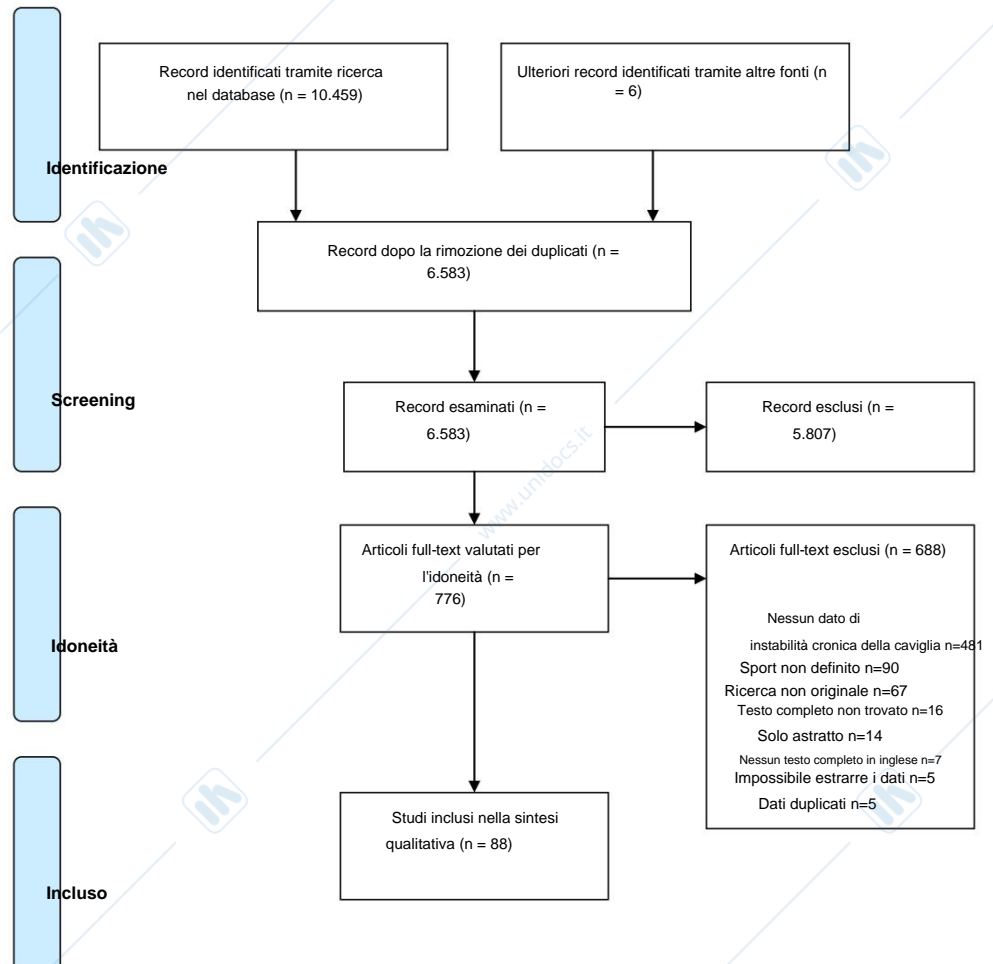 Record identificati tramite ricerca
nel database (n = 10.459)
Ulteriori record identificati tramite altre fonti (n
= 6)
Identificazione
Record dopo la rimozione dei duplicati (n =
6.583)
Screening
Record esaminati (n =
6.583)
Record esclusi (n =
5.807)
www.unidocs.it
Articoli full-text valutati per
l'idoneità (n =
776)
Articoli full-text esclusi (n = 688)
Nessun dato di
instabilità cronica della caviglia n=481
Sport non definito n=90
Ricerca non originale n=67
Testo completo non trovato n=16
Solo astratto n=14
Nessun testo completo in inglese n=7
Impossibile estrarre i dati n=5
Dati duplicati n=5
Idoneità
Studi inclusi nella sintesi
qualitativa (n = 88)
Incluso